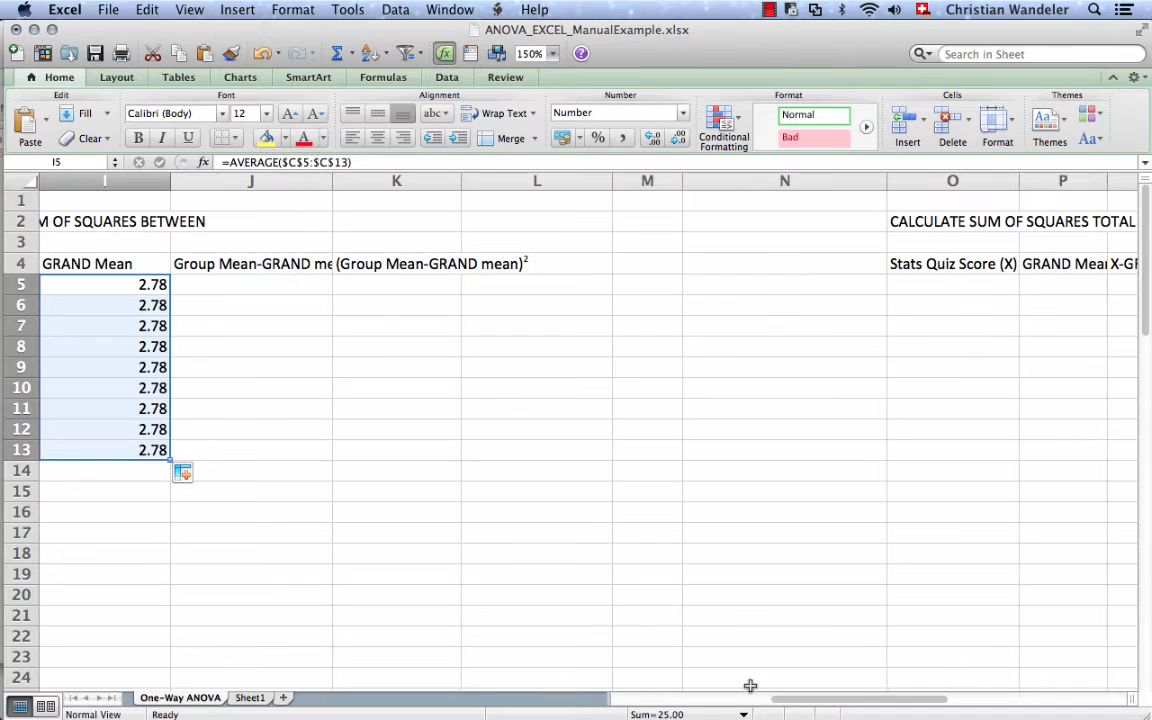 Excel File Edit View Insert Format Tools Data Window Help Christian Wandeler
ANOVA_EXCEL_ManualExample.xlsx
150% Search in Sheet
Home Layout Tables Charts SmartArt Formulas Data Review
Edit Font Alignment Number Format Cells Themes
Paste Fill Calibri (Body) 12 A A abc Wrap Text Number Conditional Formatting Normal Insert Delete Format Themes Aa
Clear B I U A Merge % , .0 .00 Bad
I5 fx =AVERAGE($C$5:$C$13)
I J K L M N O P
1
2 M OF SQUARES BETWEEN CALCULATE SUM OF SQUARES TOTAL
3
4 GRAND Mean Group Mean-GRAND me (Group Mean-GRAND mean)² Stats Quiz Score (X) GRAND Mean X-GR
5 2.78
6 2.78
7 2.78
8 2.78
9 2.78
10 2.78
11 2.78
12 2.78
13 2.78
14
15
16
17
18
19
20
21
22
23
24
One-Way ANOVA Sheet1
Normal View Ready Sum=25.00